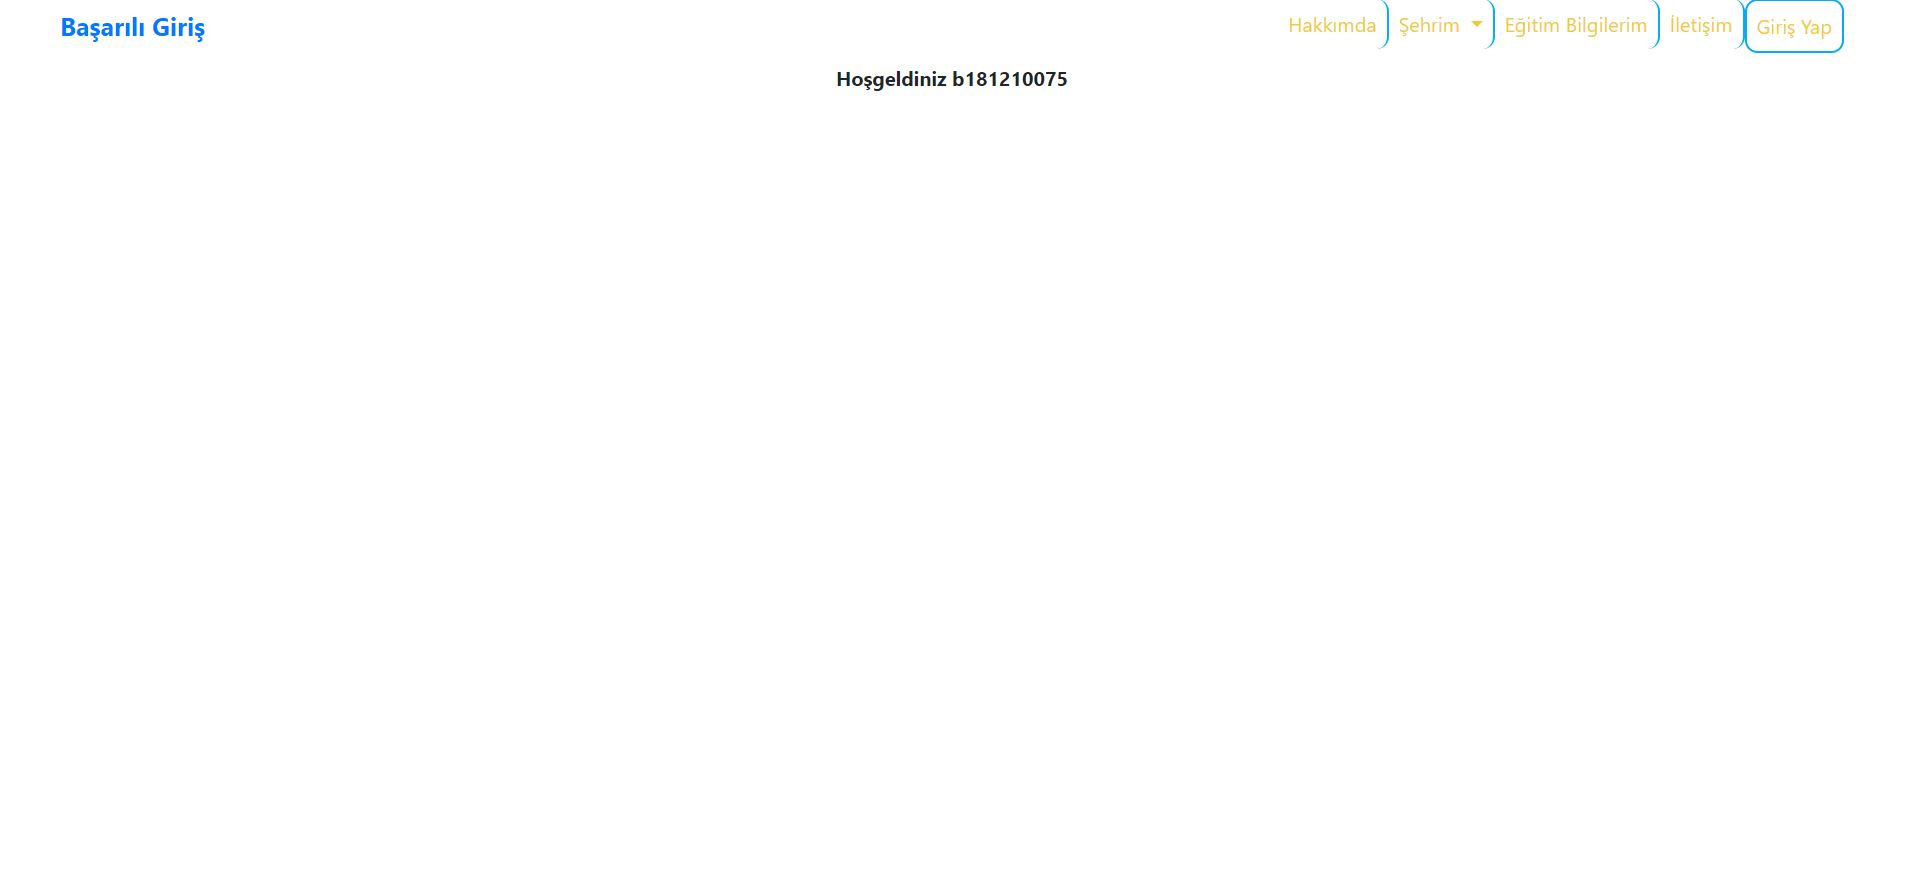 Başarılı Giriş
Hakkımda Şehrim Eğitim Bilgilerim İletişim Giriş Yap
Hoşgeldiniz b181210075